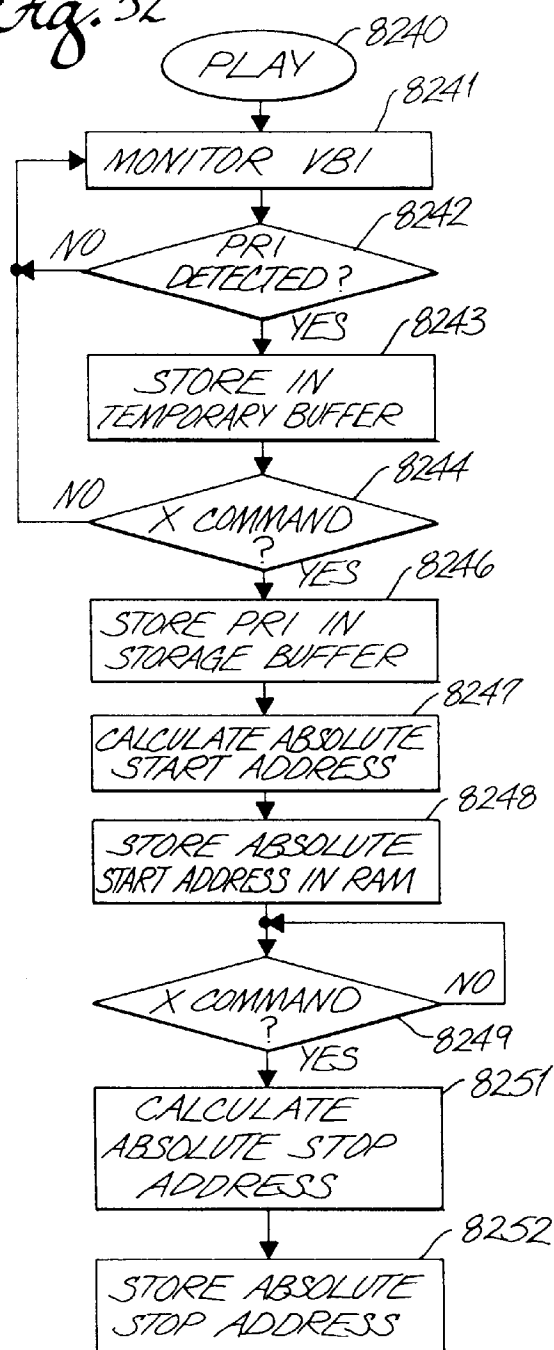 Fig. 52
PLAY
8240
8241
MONITOR VBI
8242
NO
PRI
DETECTED?
YES
8243
STORE IN
TEMPORARY BUFFER
8244
NO
X COMMAND
?
YES
8246
STORE PRI IN
STORAGE BUFFER
8247
CALCULATE ABSOLUTE
START ADDRESS
8248
STORE ABSOLUTE
START ADDRESS IN RAM
X COMMAND
?
NO
8249
YES
8251
CALCULATE
ABSOLUTE STOP
ADDRESS
8252
STORE ABSOLUTE
STOP ADDRESS